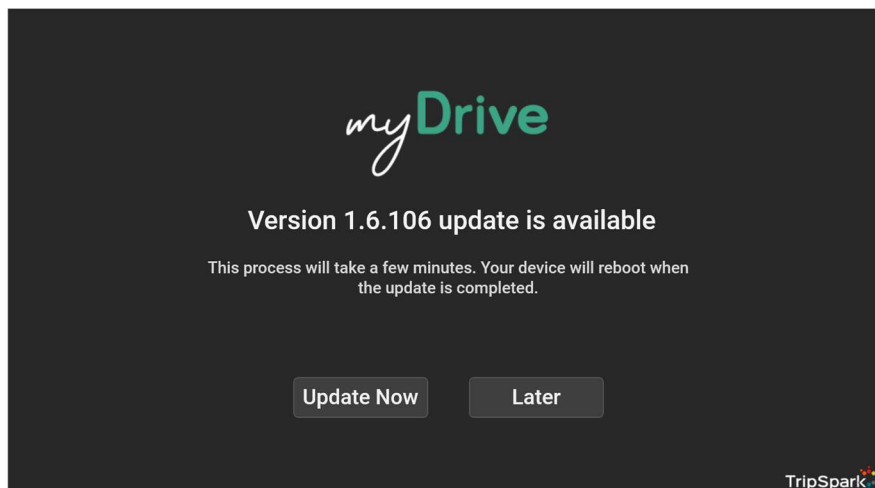 myDrive
Version 1.6.106 update is available
This process will take a few minutes. Your device will reboot when
the update is completed.
Update Now
Later
TripSpark